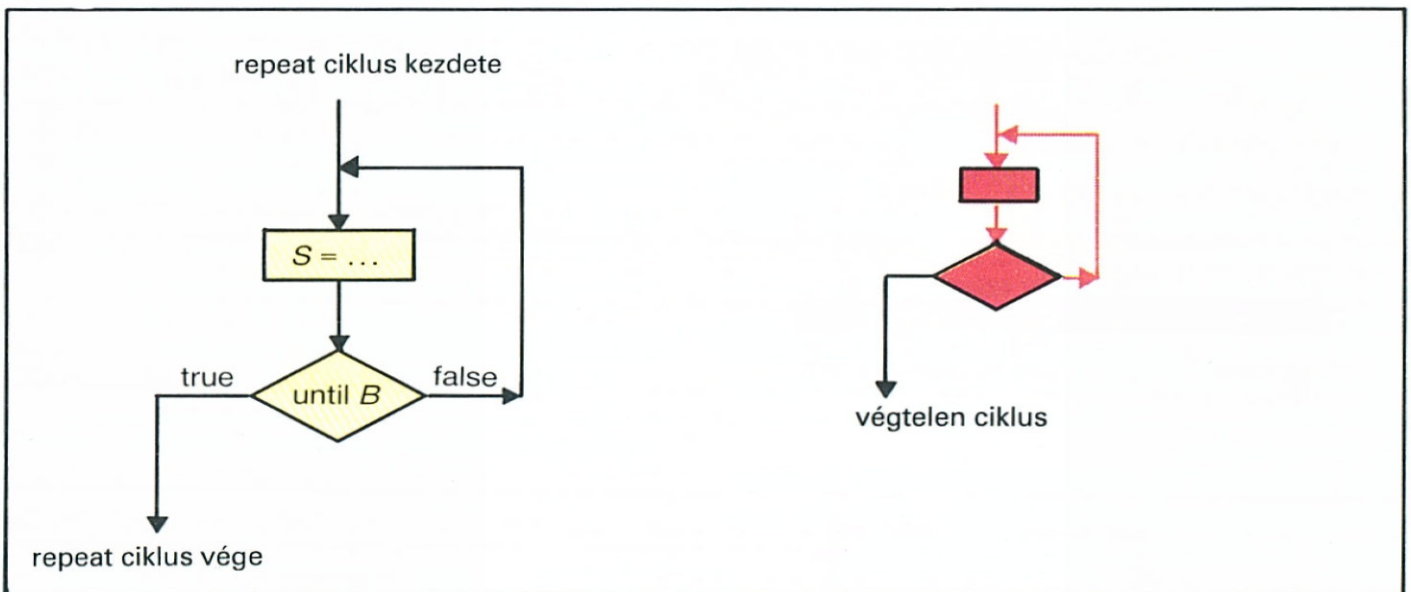 repeat ciklus kezdete
S = ...
true
until B
false
repeat ciklus vége
végtelen ciklus